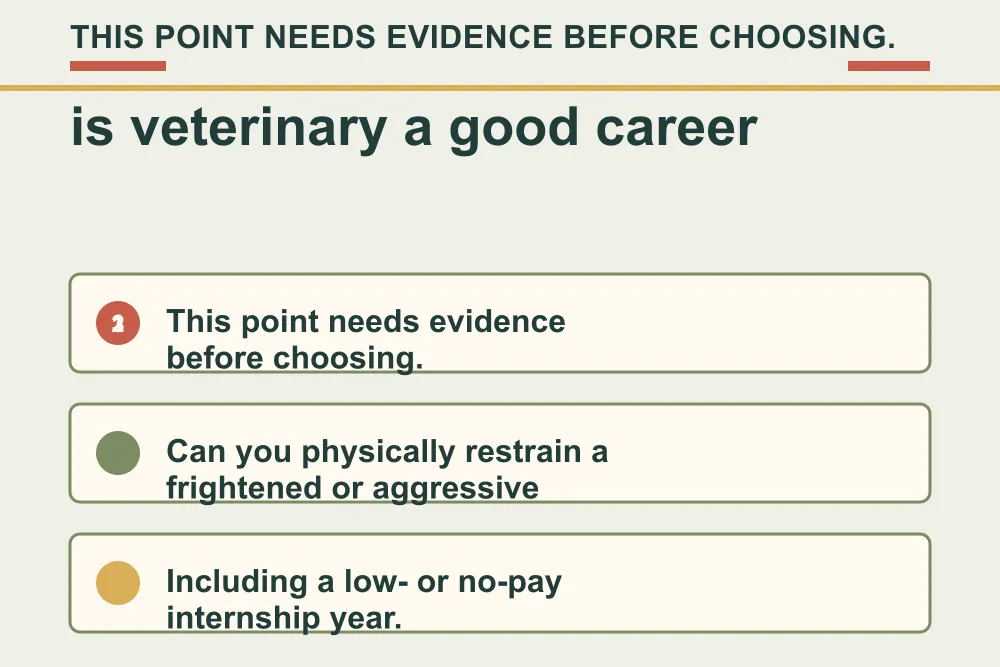 THIS POINT NEEDS EVIDENCE BEFORE CHOOSING.
is veterinary a good career
This point needs evidence
before choosing.
Can you physically restrain a
frightened or aggressive
Including a low- or no-pay
internship year.